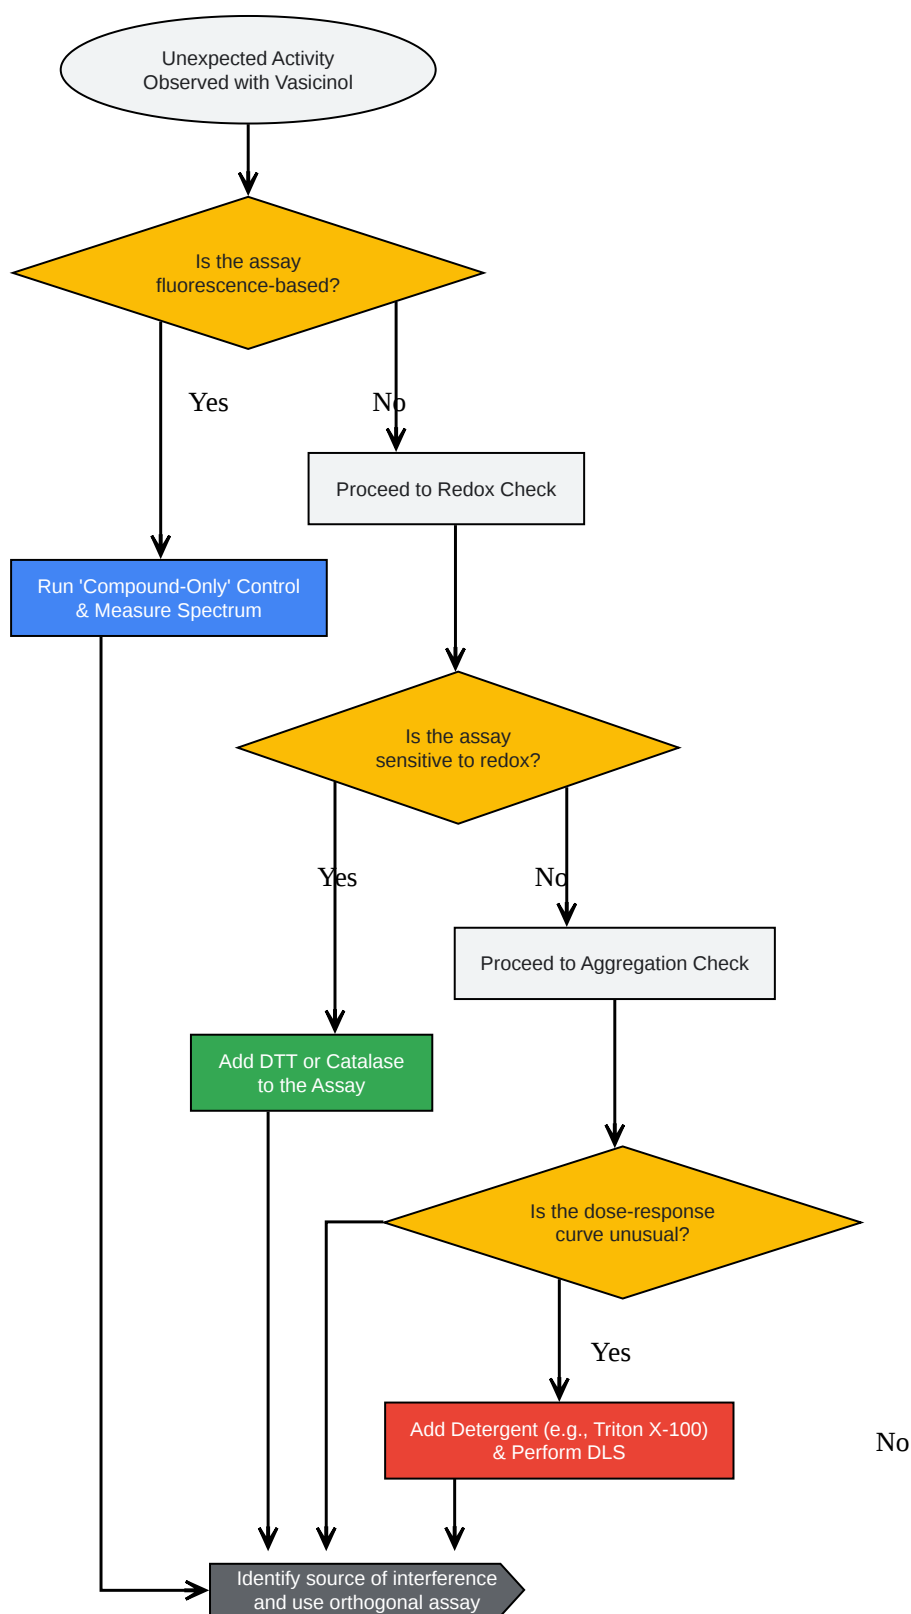 Unexpected Activity
Observed with Vasicinol
Is the assay
fluorescence-based?
Yes
No
Proceed to Redox Check
Run 'Compound-Only' Control
& Measure Spectrum
Is the assay
sensitive to redox?
Yes
No
Proceed to Aggregation Check
Add DTT or Catalase
to the Assay
Is the dose-response
curve unusual?
Yes
Add Detergent (e.g., Triton X-100)
& Perform DLS
No
Identify source of interference
and use orthogonal assay